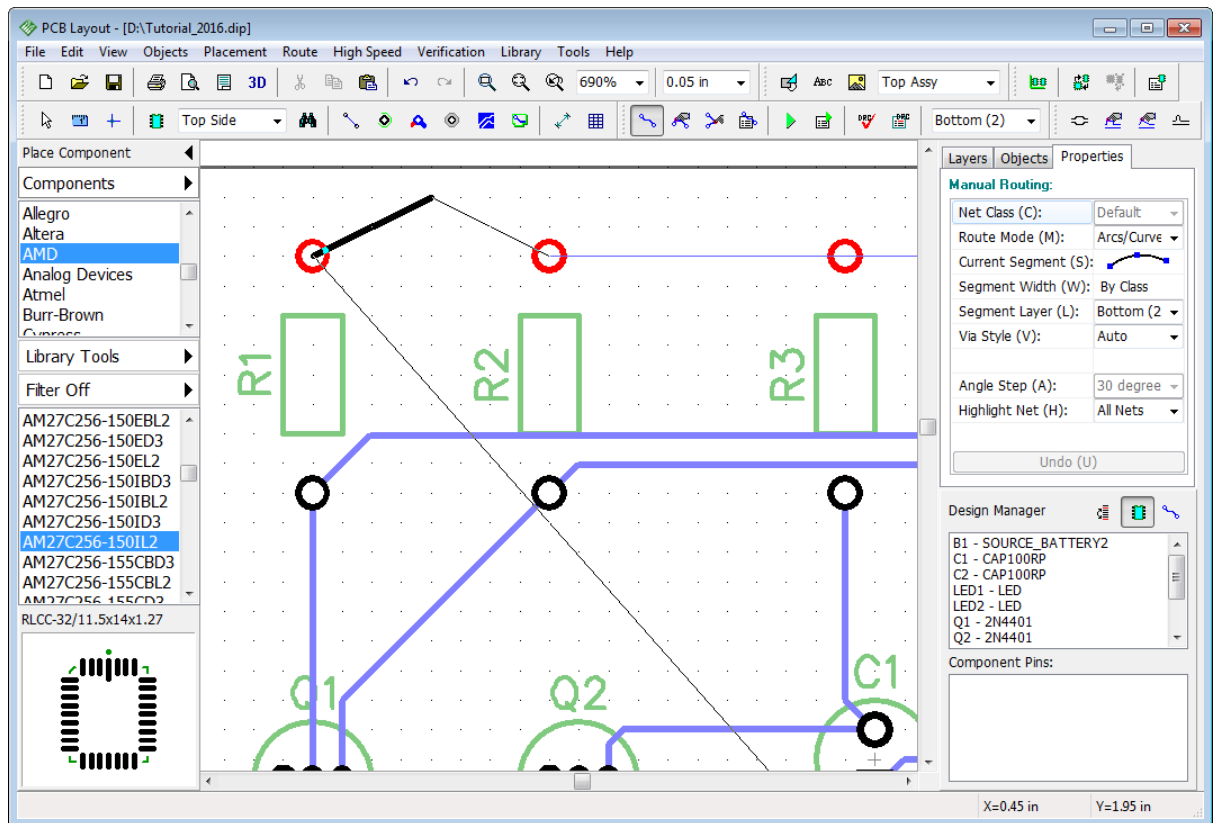 PCB Layout - [D:\Tutorial_2016.dip]
File Edit View Objects Placement Route High Speed Verification Library Tools Help
3D 690% 0.05 in ABC Top Assy
Top Side DRC DRC Bottom (2)
Place Component
Components
Allegro
Altera
AMD
Analog Devices
Atmel
Burr-Brown
Cypress
Library Tools
Filter Off
AM27C256-150EBL2
AM27C256-150ED3
AM27C256-150EL2
AM27C256-150IBD3
AM27C256-150IBL2
AM27C256-150ID3
AM27C256-150IL2
AM27C256-155CBD3
AM27C256-155CBL2
AM27C256-155CD3
RLCC-32/11.5x14x1.27
R1
R2
R3
Q1
Q2
C1
Layers Objects Properties
Manual Routing:
Net Class (C): Default
Route Mode (M): Arcs/Curve
Current Segment (S):
Segment Width (W): By Class
Segment Layer (L): Bottom (2
Via Style (V): Auto
Angle Step (A): 30 degree
Highlight Net (H): All Nets
Undo (U)
Design Manager
B1 - SOURCE_BATTERY2
C1 - CAP100RP
C2 - CAP100RP
LED1 - LED
LED2 - LED
Q1 - 2N4401
Q2 - 2N4401
Component Pins:
X=0.45 in Y=1.95 in